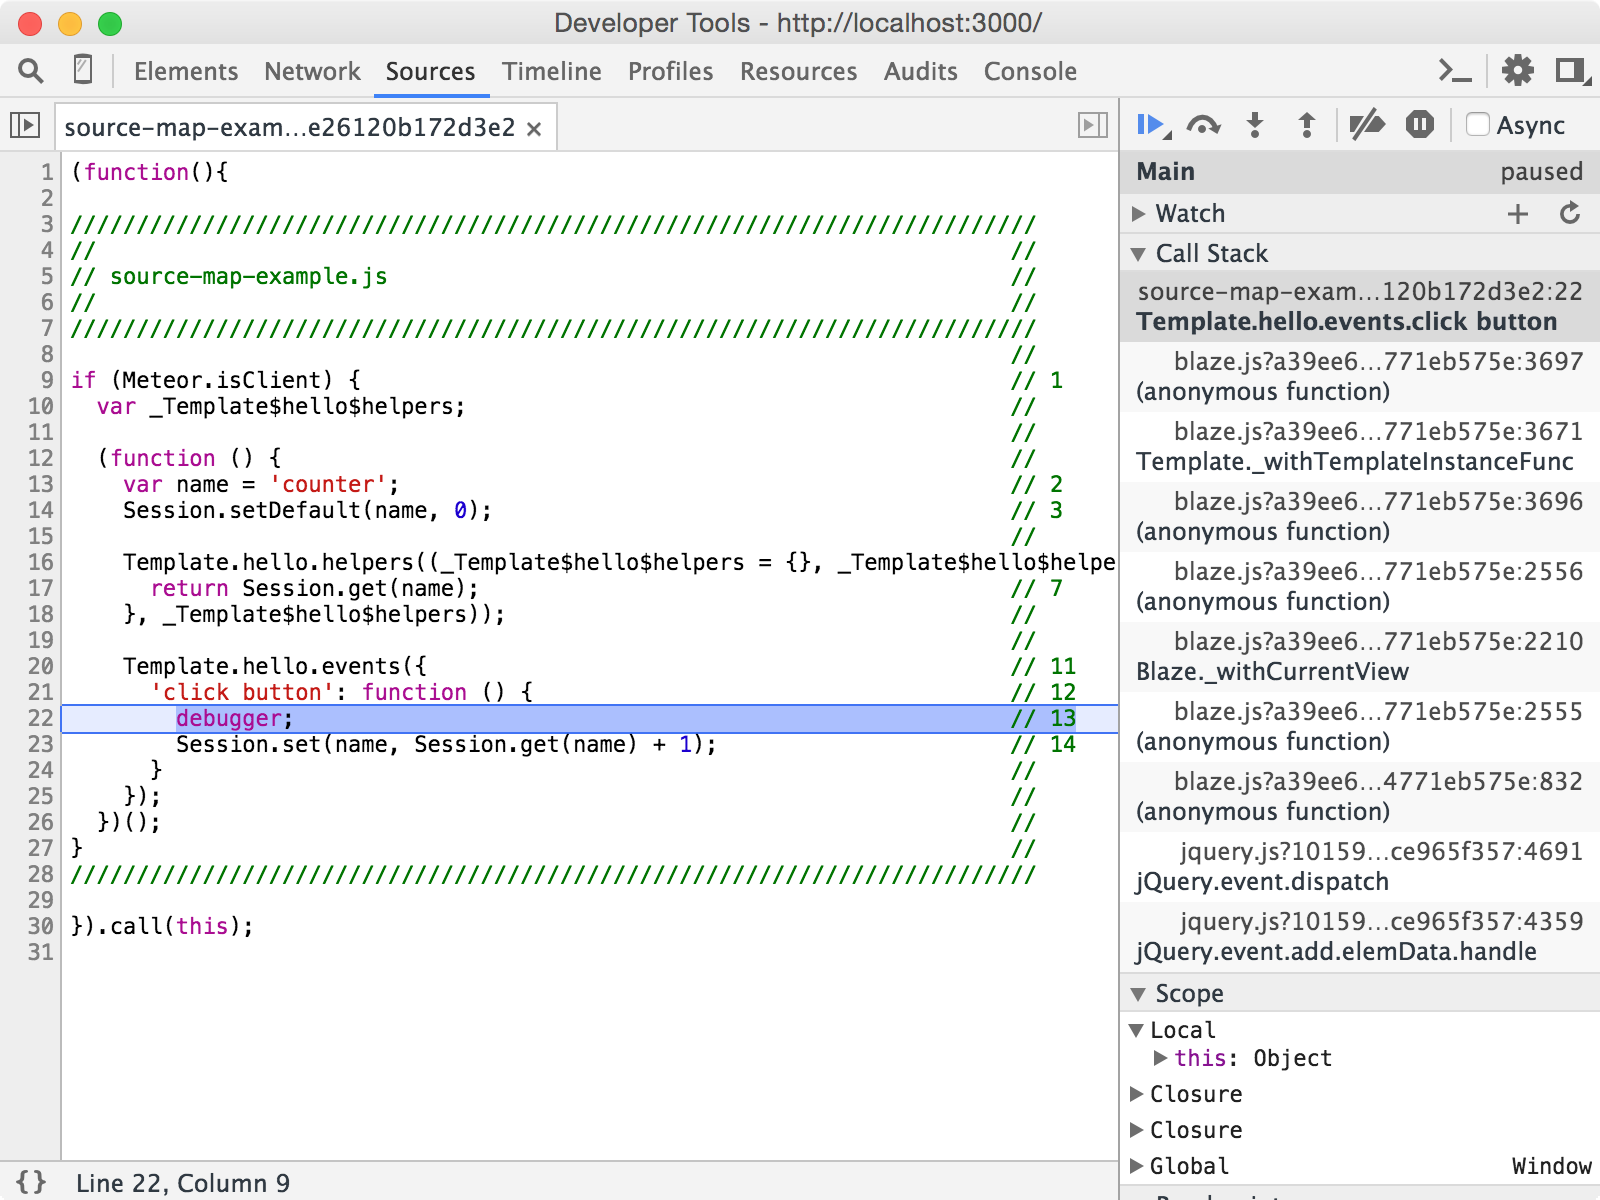 Developer Tools - http://localhost:3000/
Elements Network Sources Timeline Profiles Resources Audits Console
source-map-exam...e26120b172d3e2 ×
1 (function(){
2
3 //////////////////////////////////////////////////////////////////////////
4 // //
5 // source-map-example.js //
6 // //
7 //////////////////////////////////////////////////////////////////////////
8 //
9 if (Meteor.isClient) { // 1
10 var _Template$hello$helpers; //
11 //
12 (function () { //
13 var name = 'counter'; // 2
14 Session.setDefault(name, 0); // 3
15 //
16 Template.hello.helpers((_Template$hello$helpers = {}, _Template$hello$helpe
17 return Session.get(name); // 7
18 }, _Template$hello$helpers)); //
19 //
20 Template.hello.events({ // 11
21 'click button': function () { // 12
22 debugger; // 13
23 Session.set(name, Session.get(name) + 1); // 14
24 } //
25 }); //
26 })(); //
27 } //
28 //////////////////////////////////////////////////////////////////////////
29
30 }).call(this);
31
{} Line 22, Column 9
Async
Main paused
Watch
Call Stack
source-map-exam...120b172d3e2:22
Template.hello.events.click button
blaze.js?a39ee6...771eb575e:3697
(anonymous function)
blaze.js?a39ee6...771eb575e:3671
Template._withTemplateInstanceFunc
blaze.js?a39ee6...771eb575e:3696
(anonymous function)
blaze.js?a39ee6...771eb575e:2556
(anonymous function)
blaze.js?a39ee6...771eb575e:2210
Blaze._withCurrentView
blaze.js?a39ee6...771eb575e:2555
(anonymous function)
blaze.js?a39ee6...4771eb575e:832
(anonymous function)
jquery.js?10159...ce965f357:4691
jQuery.event.dispatch
jquery.js?10159...ce965f357:4359
jQuery.event.add.elemData.handle
Scope
Local
this: Object
Closure
Closure
Global Window